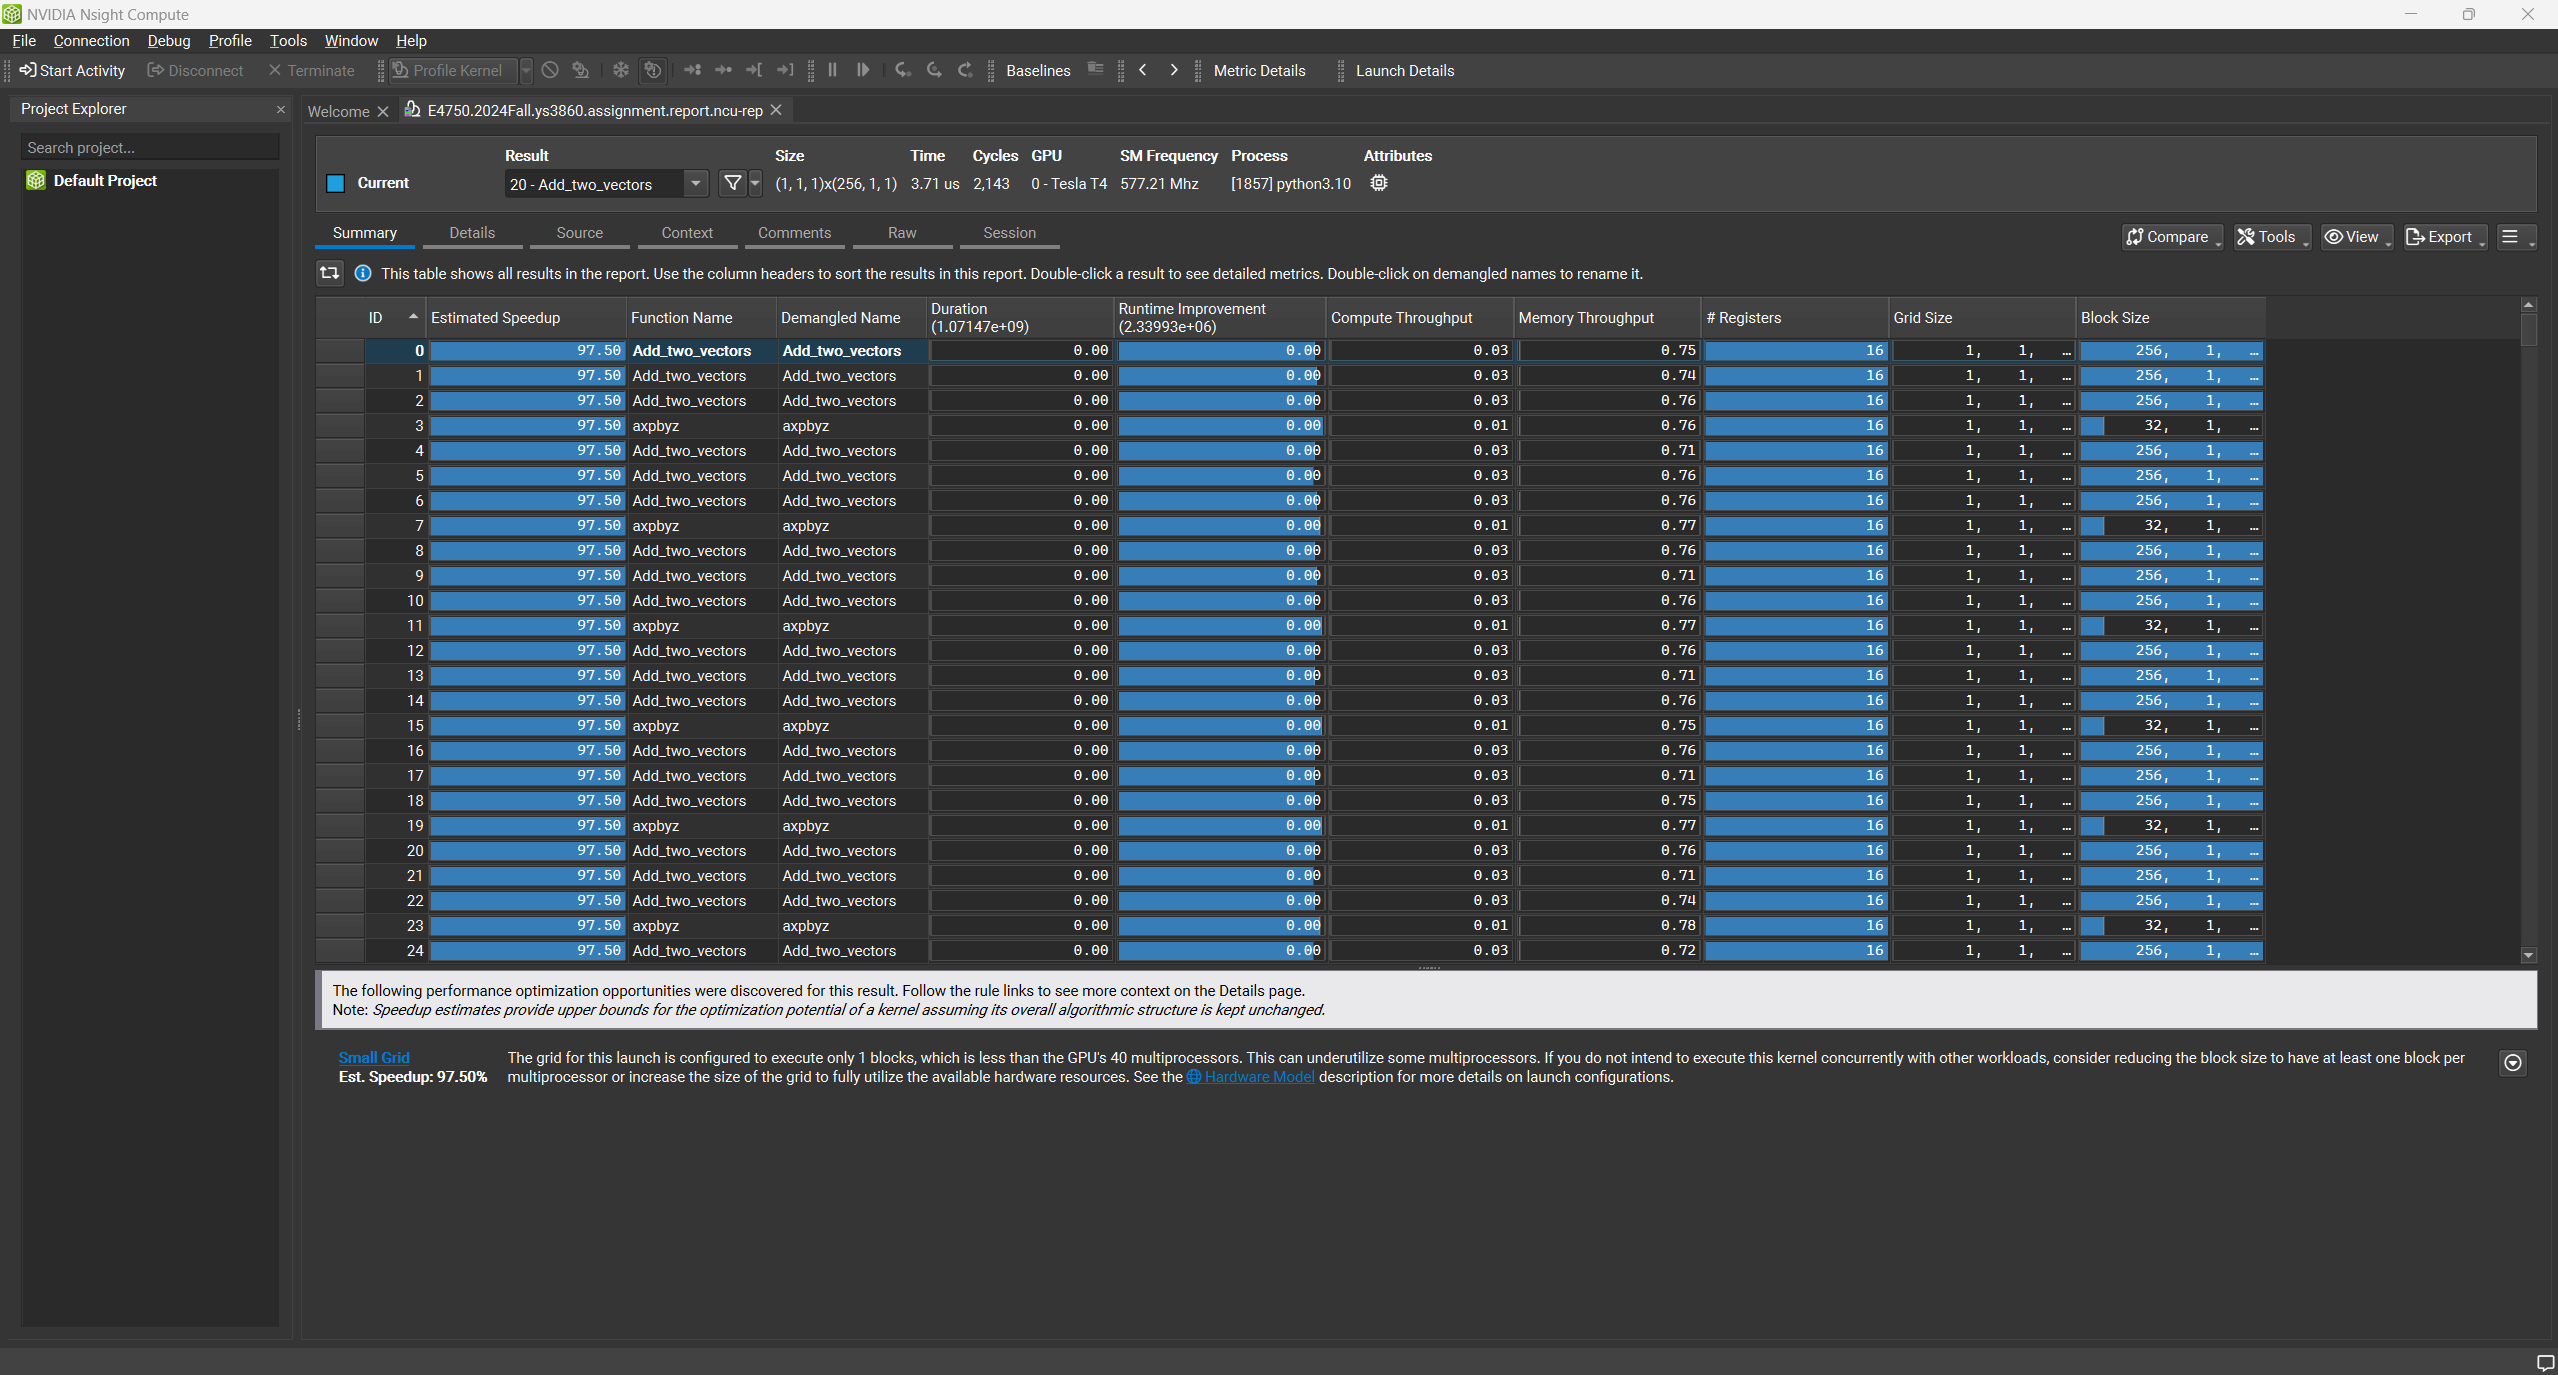 NVIDIA Nsight Compute
File Connection Debug Profile Tools Window Help
Start Activity Disconnect Terminate Profile Kernel Baselines Metric Details Launch Details
Project Explorer
Search project...
Default Project
Welcome E4750.2024Fall.ys3860.assignment.report.ncu-rep
Result Size Time Cycles GPU SM Frequency Process Attributes
Current 20 - Add_two_vectors (1, 1, 1)x(256, 1, 1) 3.71 us 2,143 0 - Tesla T4 577.21 Mhz [1857] python3.10
Summary Details Source Context Comments Raw Session Compare Tools View Export
This table shows all results in the report. Use the column headers to sort the results in this report. Double-click a result to see detailed metrics. Double-click on demangled names to rename it.
ID Estimated Speedup Function Name Demangled Name Duration (1.07147e+09) Runtime Improvement (2.33993e+06) Compute Throughput Memory Throughput # Registers Grid Size Block Size
0 97.50 Add_two_vectors Add_two_vectors 0.00 0.00 0.03 0.75 16 1, 1, … 256, 1, …
1 97.50 Add_two_vectors Add_two_vectors 0.00 0.00 0.03 0.74 16 1, 1, … 256, 1, …
2 97.50 Add_two_vectors Add_two_vectors 0.00 0.00 0.03 0.76 16 1, 1, … 256, 1, …
3 97.50 axpbyz axpbyz 0.00 0.00 0.01 0.76 16 1, 1, … 32, 1, …
4 97.50 Add_two_vectors Add_two_vectors 0.00 0.00 0.03 0.71 16 1, 1, … 256, 1, …
5 97.50 Add_two_vectors Add_two_vectors 0.00 0.00 0.03 0.76 16 1, 1, … 256, 1, …
6 97.50 Add_two_vectors Add_two_vectors 0.00 0.00 0.03 0.76 16 1, 1, … 256, 1, …
7 97.50 axpbyz axpbyz 0.00 0.00 0.01 0.77 16 1, 1, … 32, 1, …
8 97.50 Add_two_vectors Add_two_vectors 0.00 0.00 0.03 0.76 16 1, 1, … 256, 1, …
9 97.50 Add_two_vectors Add_two_vectors 0.00 0.00 0.03 0.71 16 1, 1, … 256, 1, …
10 97.50 Add_two_vectors Add_two_vectors 0.00 0.00 0.03 0.76 16 1, 1, … 256, 1, …
11 97.50 axpbyz axpbyz 0.00 0.00 0.01 0.77 16 1, 1, … 32, 1, …
12 97.50 Add_two_vectors Add_two_vectors 0.00 0.00 0.03 0.76 16 1, 1, … 256, 1, …
13 97.50 Add_two_vectors Add_two_vectors 0.00 0.00 0.03 0.71 16 1, 1, … 256, 1, …
14 97.50 Add_two_vectors Add_two_vectors 0.00 0.00 0.03 0.76 16 1, 1, … 256, 1, …
15 97.50 axpbyz axpbyz 0.00 0.00 0.01 0.75 16 1, 1, … 32, 1, …
16 97.50 Add_two_vectors Add_two_vectors 0.00 0.00 0.03 0.76 16 1, 1, … 256, 1, …
17 97.50 Add_two_vectors Add_two_vectors 0.00 0.00 0.03 0.71 16 1, 1, … 256, 1, …
18 97.50 Add_two_vectors Add_two_vectors 0.00 0.00 0.03 0.75 16 1, 1, … 256, 1, …
19 97.50 axpbyz axpbyz 0.00 0.00 0.01 0.77 16 1, 1, … 32, 1, …
20 97.50 Add_two_vectors Add_two_vectors 0.00 0.00 0.03 0.76 16 1, 1, … 256, 1, …
21 97.50 Add_two_vectors Add_two_vectors 0.00 0.00 0.03 0.71 16 1, 1, … 256, 1, …
22 97.50 Add_two_vectors Add_two_vectors 0.00 0.00 0.03 0.74 16 1, 1, … 256, 1, …
23 97.50 axpbyz axpbyz 0.00 0.00 0.01 0.78 16 1, 1, … 32, 1, …
24 97.50 Add_two_vectors Add_two_vectors 0.00 0.00 0.03 0.72 16 1, 1, … 256, 1, …
The following performance optimization opportunities were discovered for this result. Follow the rule links to see more context on the Details page.
Note: Speedup estimates provide upper bounds for the optimization potential of a kernel assuming its overall algorithmic structure is kept unchanged.
Small Grid
Est. Speedup: 97.50%
The grid for this launch is configured to execute only 1 blocks, which is less than the GPU's 40 multiprocessors. This can underutilize some multiprocessors. If you do not intend to execute this kernel concurrently with other workloads, consider reducing the block size to have at least one block per
multiprocessor or increase the size of the grid to fully utilize the available hardware resources. See the Hardware Model description for more details on launch configurations.